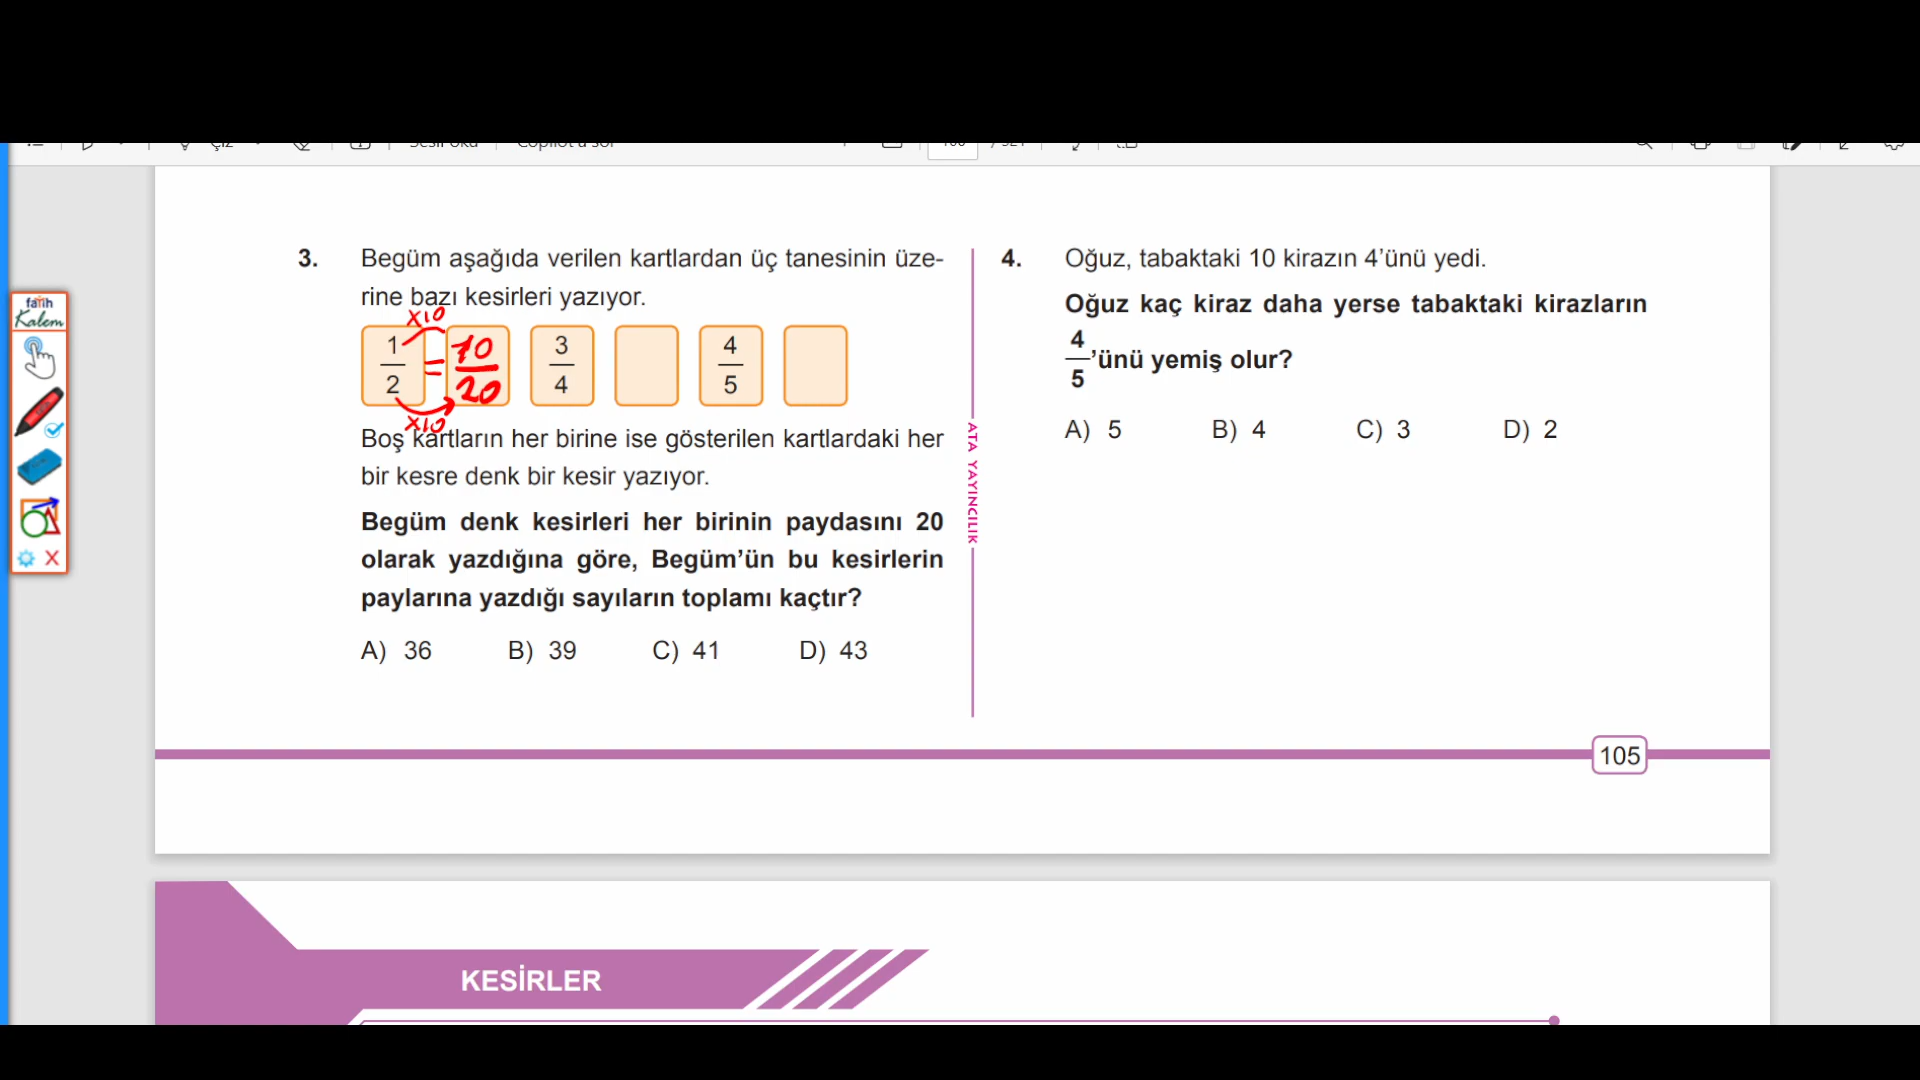 Sesli oku
fatih
Kalem
3. Begüm aşağıda verilen kartlardan üç tanesinin üze-
rine bazı kesirleri yazıyor.
x10
1/2 = 10/20 3/4 4/5
x10
Boş kartların her birine ise gösterilen kartlardaki her
bir kesre denk bir kesir yazıyor.
Begüm denk kesirleri her birinin paydasını 20
olarak yazdığına göre, Begüm’ün bu kesirlerin
paylarına yazdığı sayıların toplamı kaçtır?
A) 36 B) 39 C) 41 D) 43
ATA YAYINCILIK
4. Oğuz, tabaktaki 10 kirazın 4’ünü yedi.
Oğuz kaç kiraz daha yerse tabaktaki kirazların
4/5’ünü yemiş olur?
A) 5 B) 4 C) 3 D) 2
105
KESİRLER